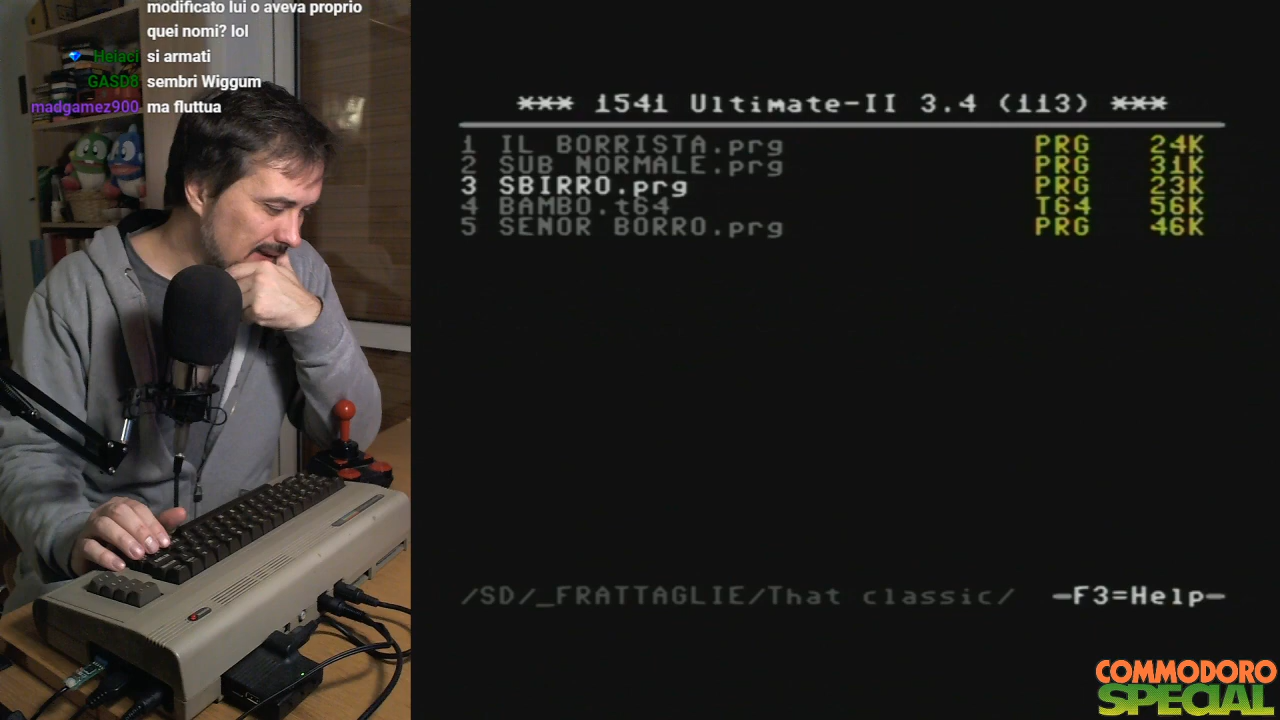 modificato lui o aveva proprio
quei nomi? lol
Heiaci si armati
GASD8 sembri Wiggum
madgamez900 ma fluttua
*** 1541 Ultimate-II 3.4 (113) ***
1 IL BORRISTA.prg PRG 24K
2 SUB NORMALE.prg PRG 31K
3 SBIRRO.prg PRG 23K
4 BAMBO.t64 T64 56K
5 SENOR BORRO.prg PRG 46K
/SD/_FRATTAGLIE/That classic/ -F3=Help-
COMMODORO
SPECIAL